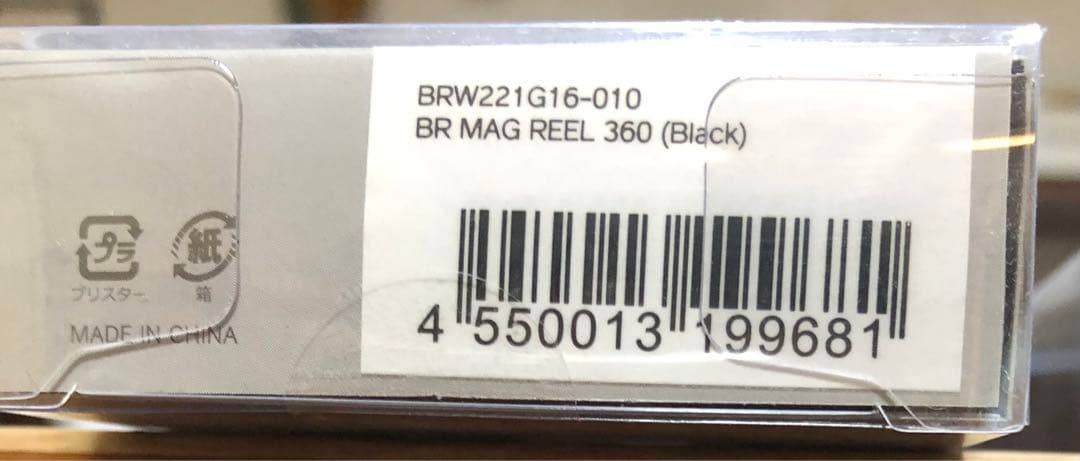 BRW221G16-010
BR MAG REEL 360 (Black)
プラ 紙
ブリスター 箱
MADE IN CHINA
4 550013 199681